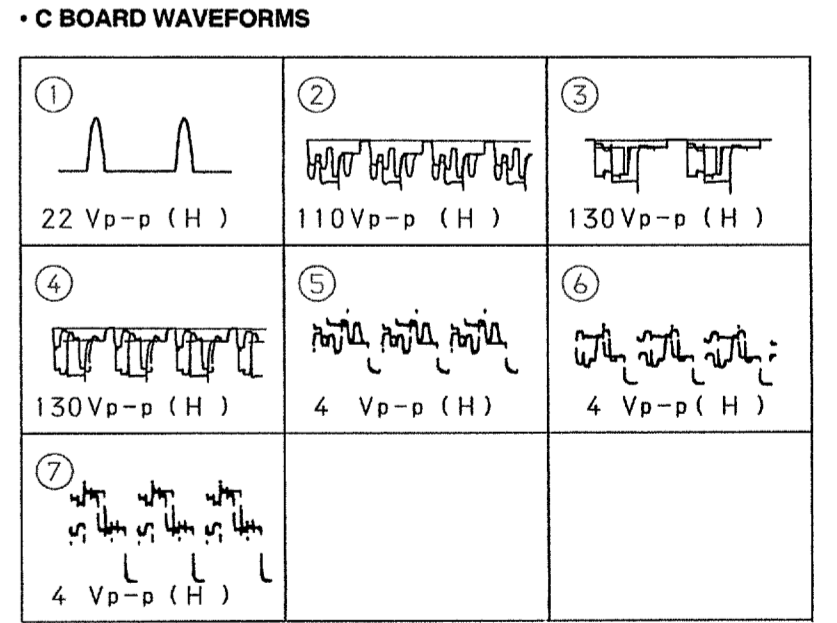 • C BOARD WAVEFORMS
①
②
③
22 Vp-p (H)
110Vp-p (H)
130Vp-p (H)
④
⑤
⑥
130Vp-p (H)
4 Vp-p (H)
4 Vp-p( H )
⑦
4 Vp-p (H)